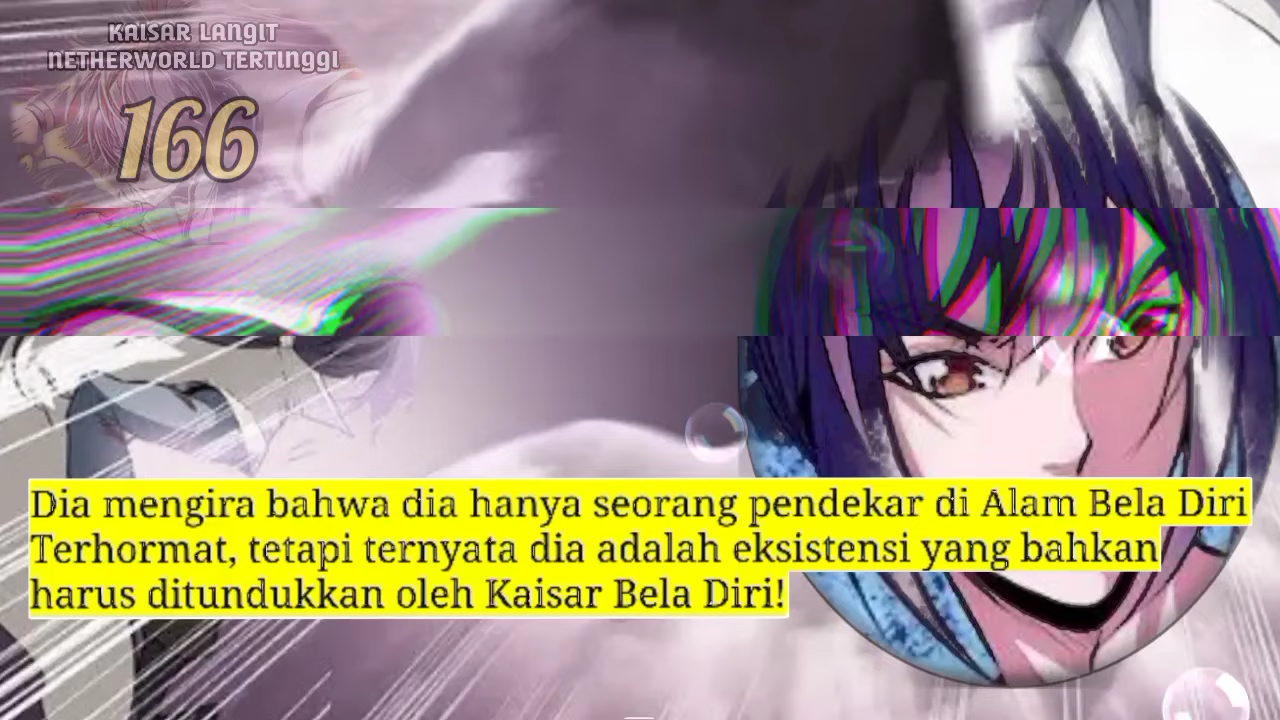 KAISAR LANGIT
NETHERWORLD TERTINGGI
166
Dia mengira bahwa dia hanya seorang pendekar di Alam Bela Diri
Terhormat, tetapi ternyata dia adalah eksistensi yang bahkan
harus ditundukkan oleh Kaisar Bela Diri!